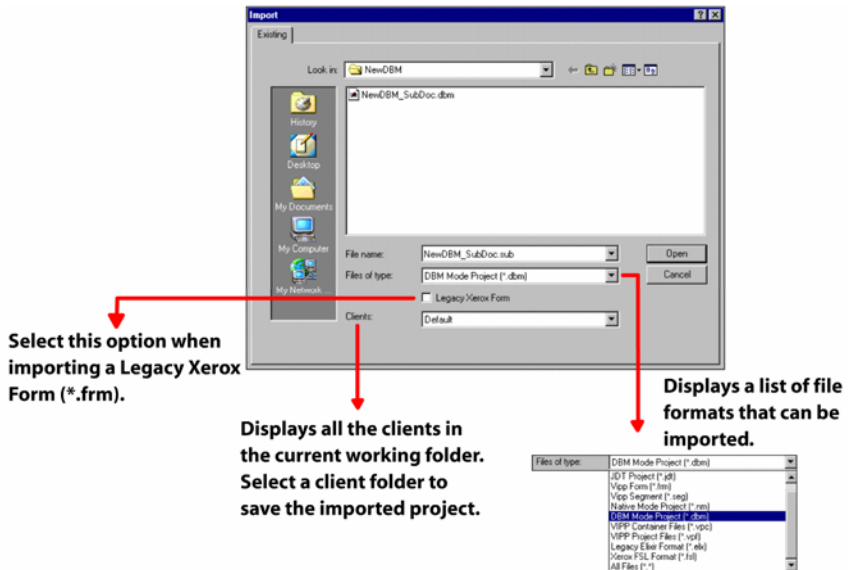 Import
Existing
Look in: NewDBM
NewDBM_SubDoc.dbm
History
Desktop
My Documents
My Computer
My Network ...
File name: NewDBM_SubDoc.sub Open
Files of type: DBM Mode Project (*.dbm) Cancel
Legacy Xerox Form
Clients: Default
Select this option when
importing a Legacy Xerox
Form (*.frm).
Displays all the clients in
the current working folder.
Select a client folder to
save the imported project.
Displays a list of file
formats that can be
imported.
Files of type: DBM Mode Project (*.dbm)
JDT Project (*.jdt)
Vipp Form (*.frm)
Vipp Segment (*.seg)
Native Mode Project (*.nm)
DBM Mode Project (*.dbm)
VIPP Container Files (*.vpc)
VIPP Project Files (*.vpf)
Legacy Elixir Format (*.elx)
Xerox FSL Format (*.fsl)
All Files (*.*)